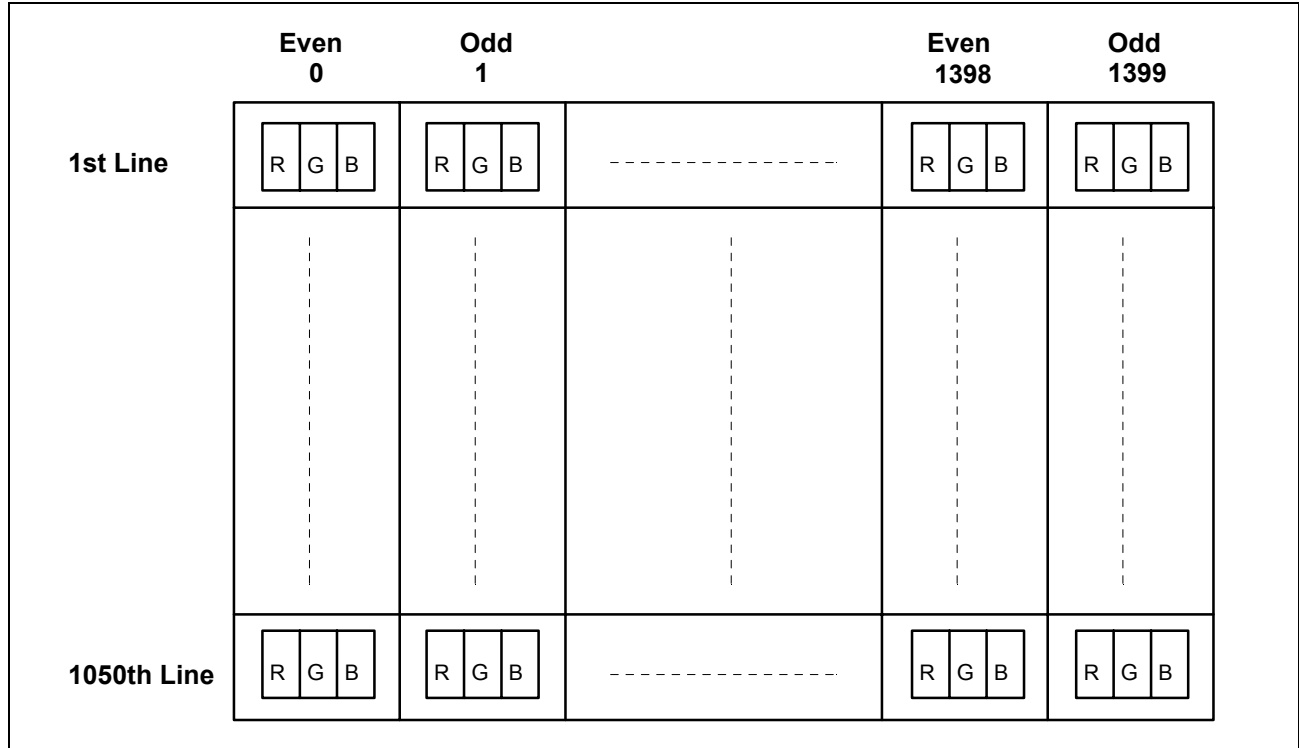 Even Odd Even Odd
0 1 1398 1399
1st Line R G B R G B R G B R G B
1050th Line R G B R G B R G B R G B